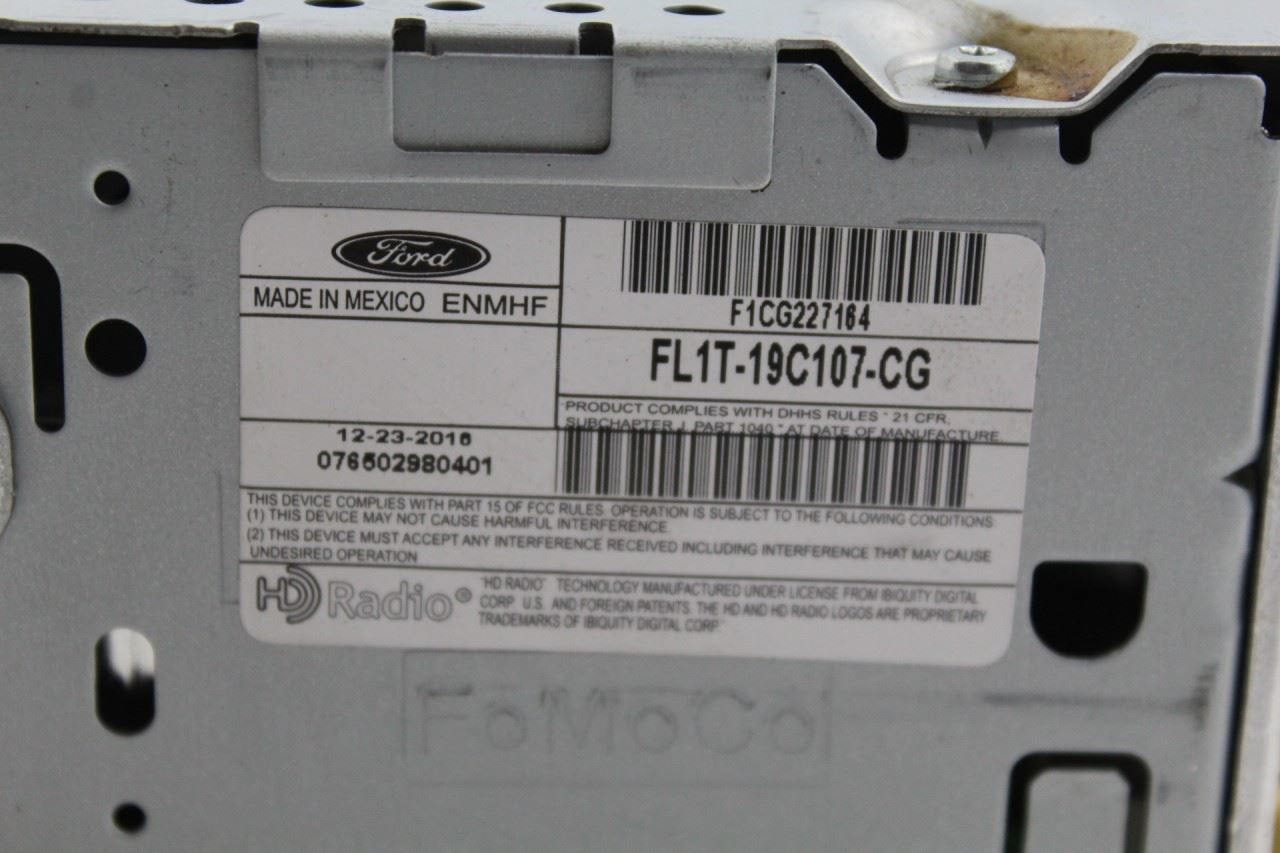 Ford
MADE IN MEXICO ENMHF
F1CG227164
FL1T-19C107-CG
PRODUCT COMPLIES WITH DHHS RULES " 21 CFR,
SUBCHAPTER J, PART 1040 " AT DATE OF MANUFACTURE.
12-23-2016
076502980401
THIS DEVICE COMPLIES WITH PART 15 OF FCC RULES. OPERATION IS SUBJECT TO THE FOLLOWING CONDITIONS:
(1) THIS DEVICE MAY NOT CAUSE HARMFUL INTERFERENCE.
(2) THIS DEVICE MUST ACCEPT ANY INTERFERENCE RECEIVED INCLUDING INTERFERENCE THAT MAY CAUSE
UNDESIRED OPERATION
HD Radio®
"HD RADIO" TECHNOLOGY MANUFACTURED UNDER LICENSE FROM IBIQUITY DIGITAL
CORP. U.S. AND FOREIGN PATENTS. THE HD AND HD RADIO LOGOS ARE PROPRIETARY
TRADEMARKS OF IBIQUITY DIGITAL CORP."
FoMoCo